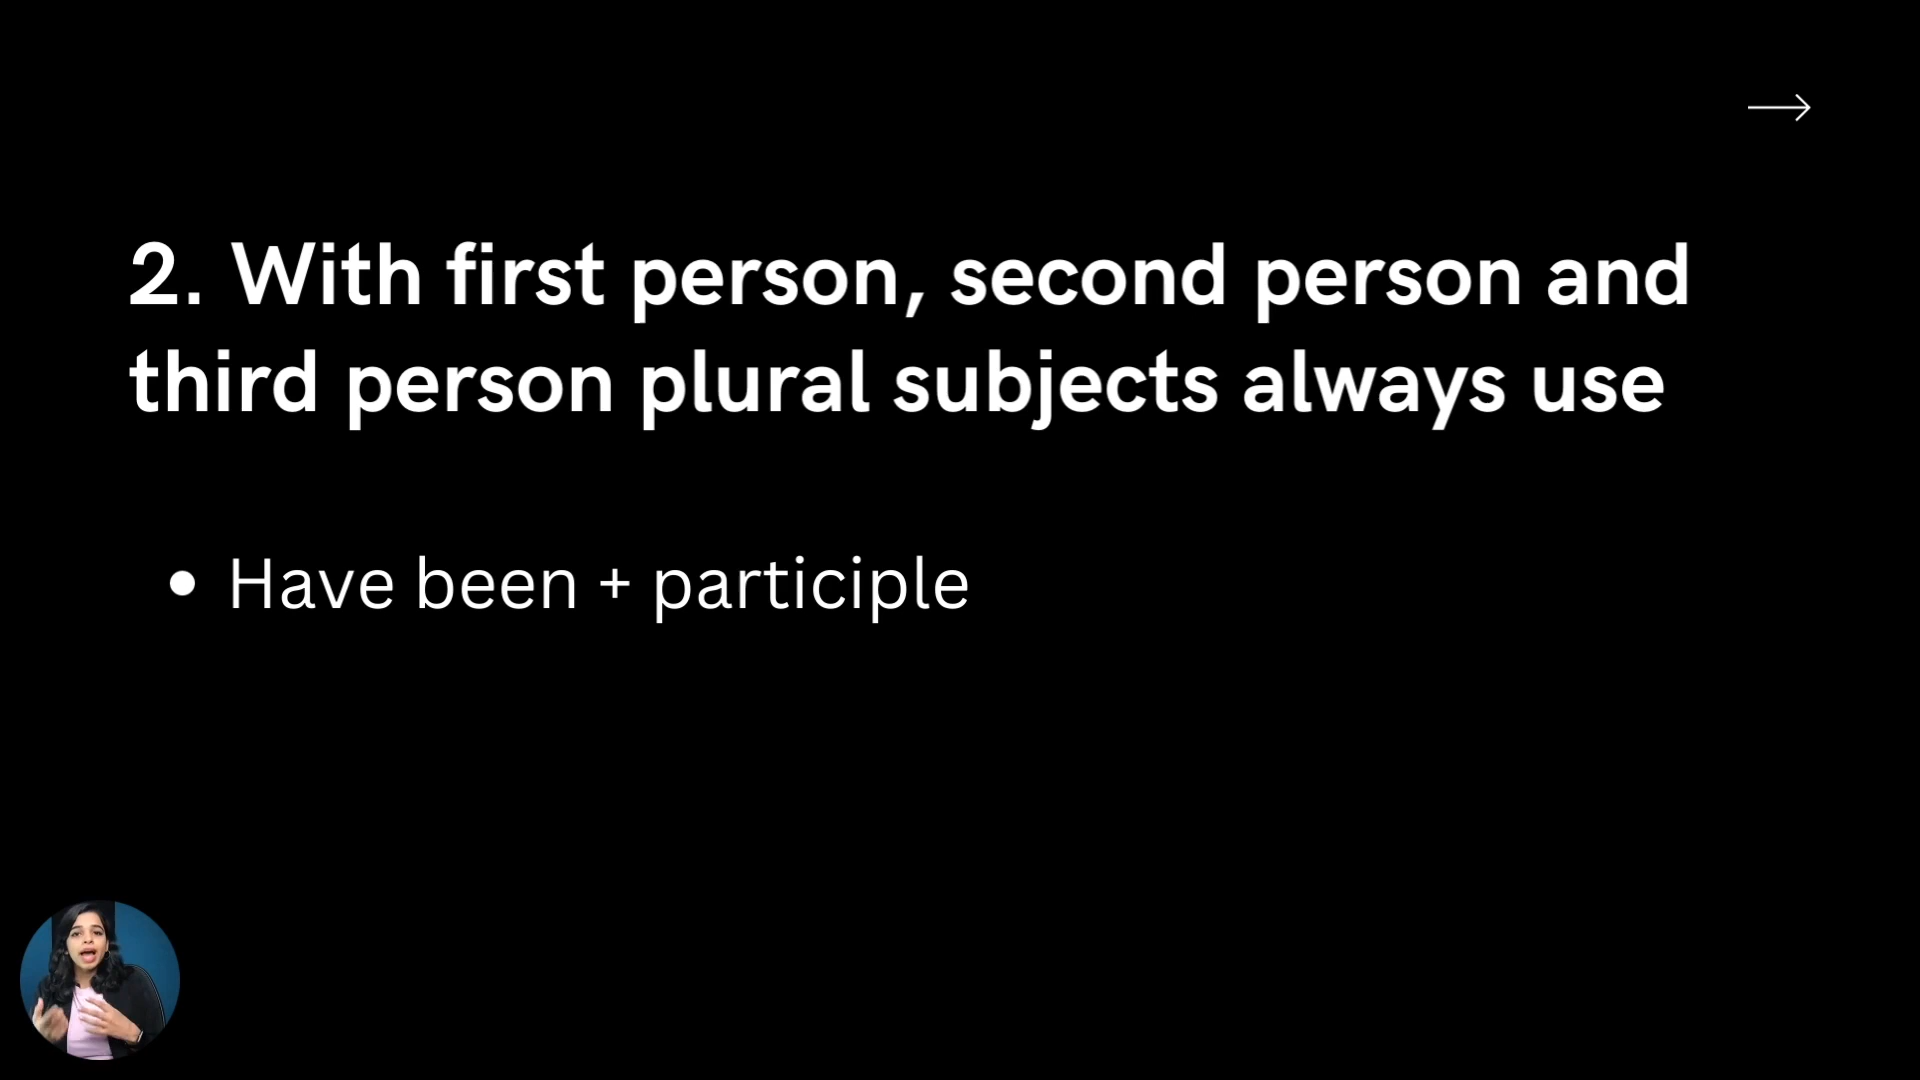 2. With first person, second person and
third person plural subjects always use
• Have been + participle